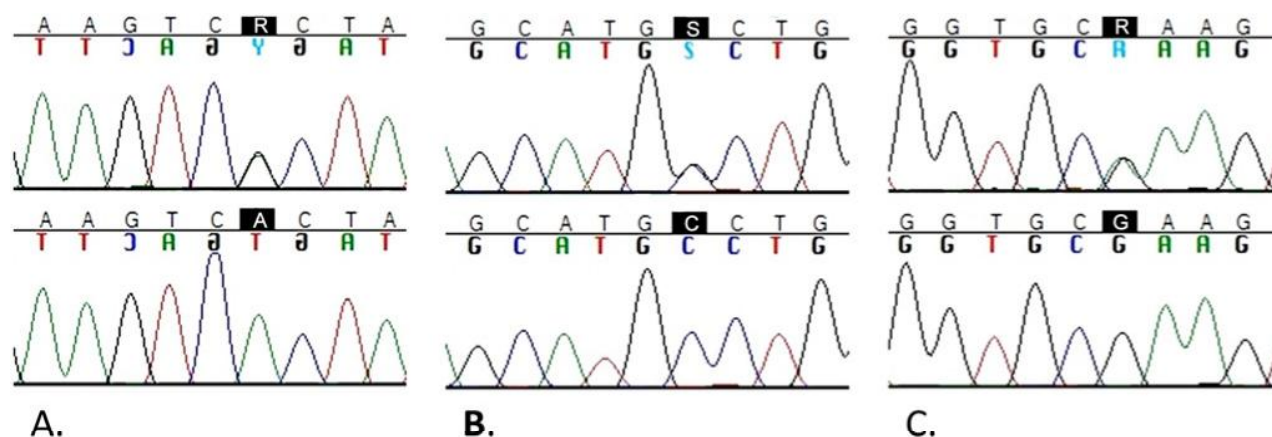 A A G T C R C T A
T T C A G Y G A T
A A G T C A C T A
T T C A G T G A T
A.
G C A T G S C T G
G C A T G S C T G
G C A T G C C T G
G C A T G C C T G
B.
G G T G C R A A G
G G T G C R A A G
G G T G C G A A G
G G T G C G A A G
C.